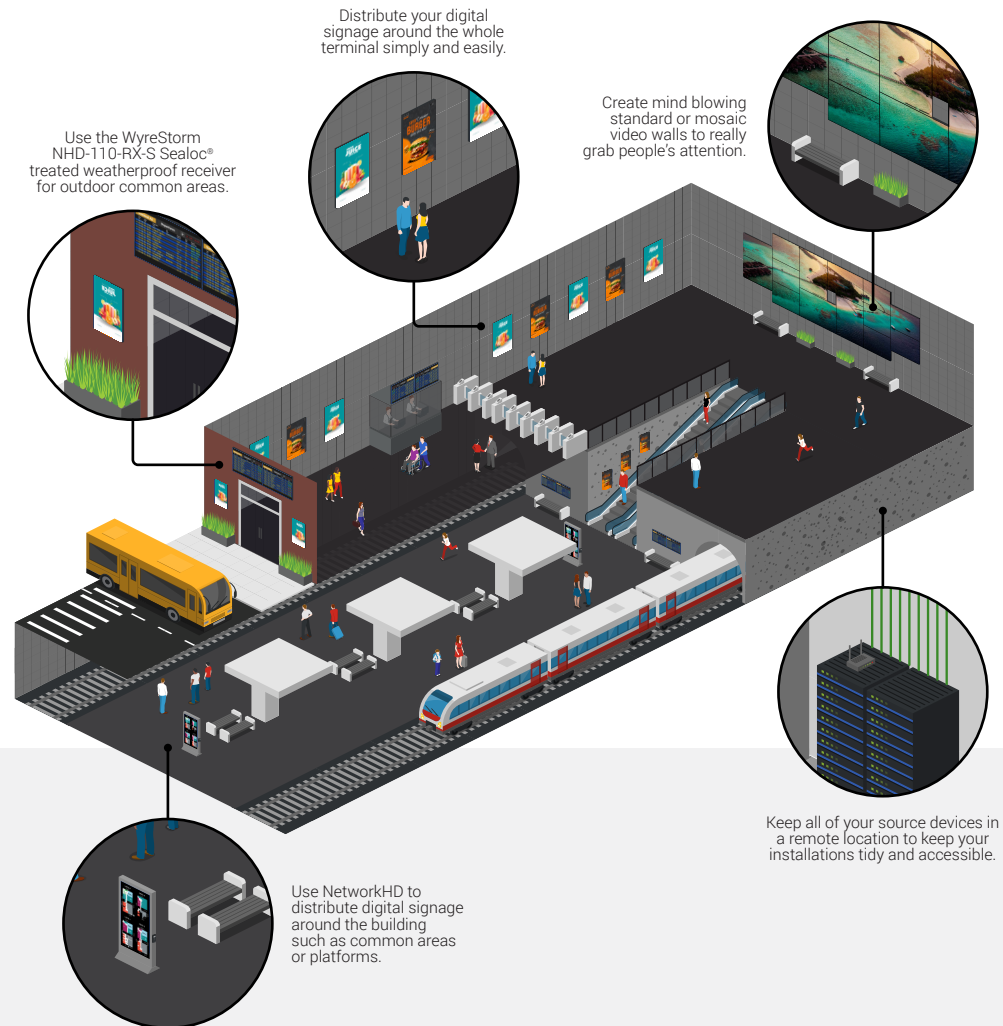 Distribute your digital
signage around the whole
terminal simply and easily.
Create mind blowing
standard or mosaic
video walls to really
grab people's attention.
Use the WyreStorm
NHD-110-RX-S Sealoc®
treated weatherproof receiver
for outdoor common areas.
BURGER
Keep all of your source devices in
a remote location to keep your
installations tidy and accessible.
Use NetworkHD to
distribute digital signage
around the building
such as common areas
or platforms.